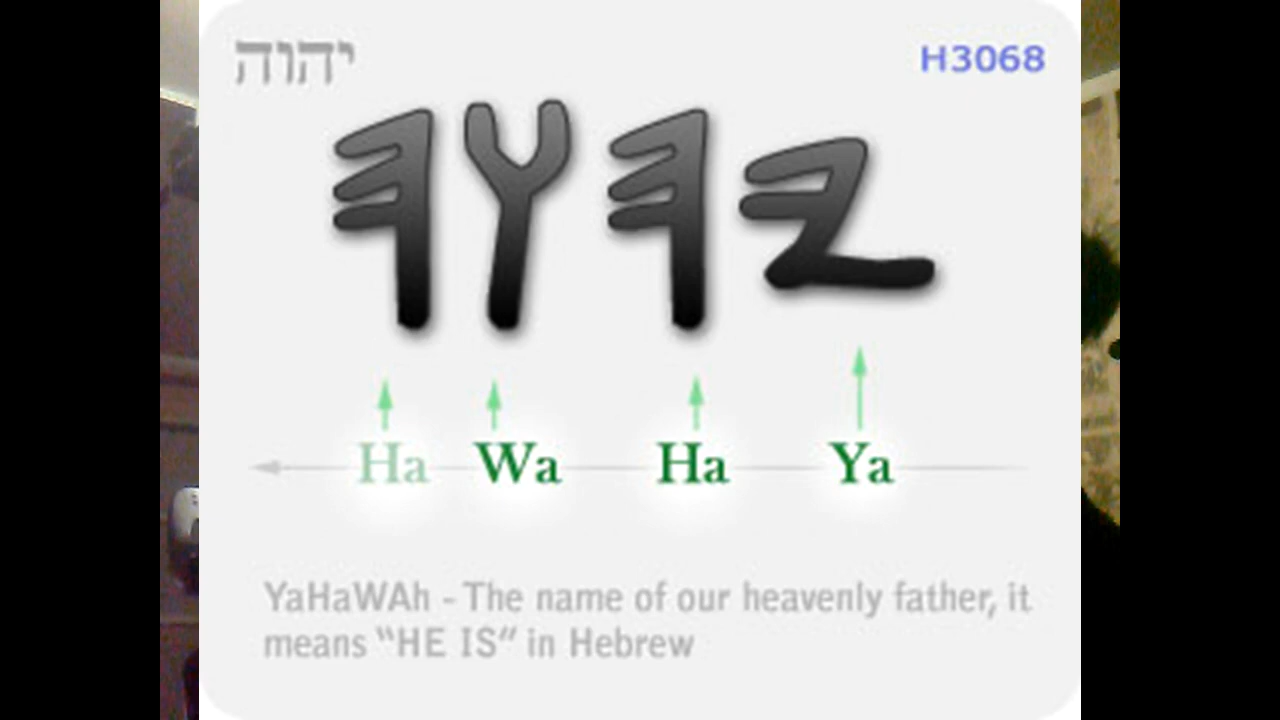 יהוה
H3068
𐤉𐤄𐤅𐤄
Ha Wa Ha Ya
YaHaWAh - The name of our heavenly father, it
means “HE IS” in Hebrew